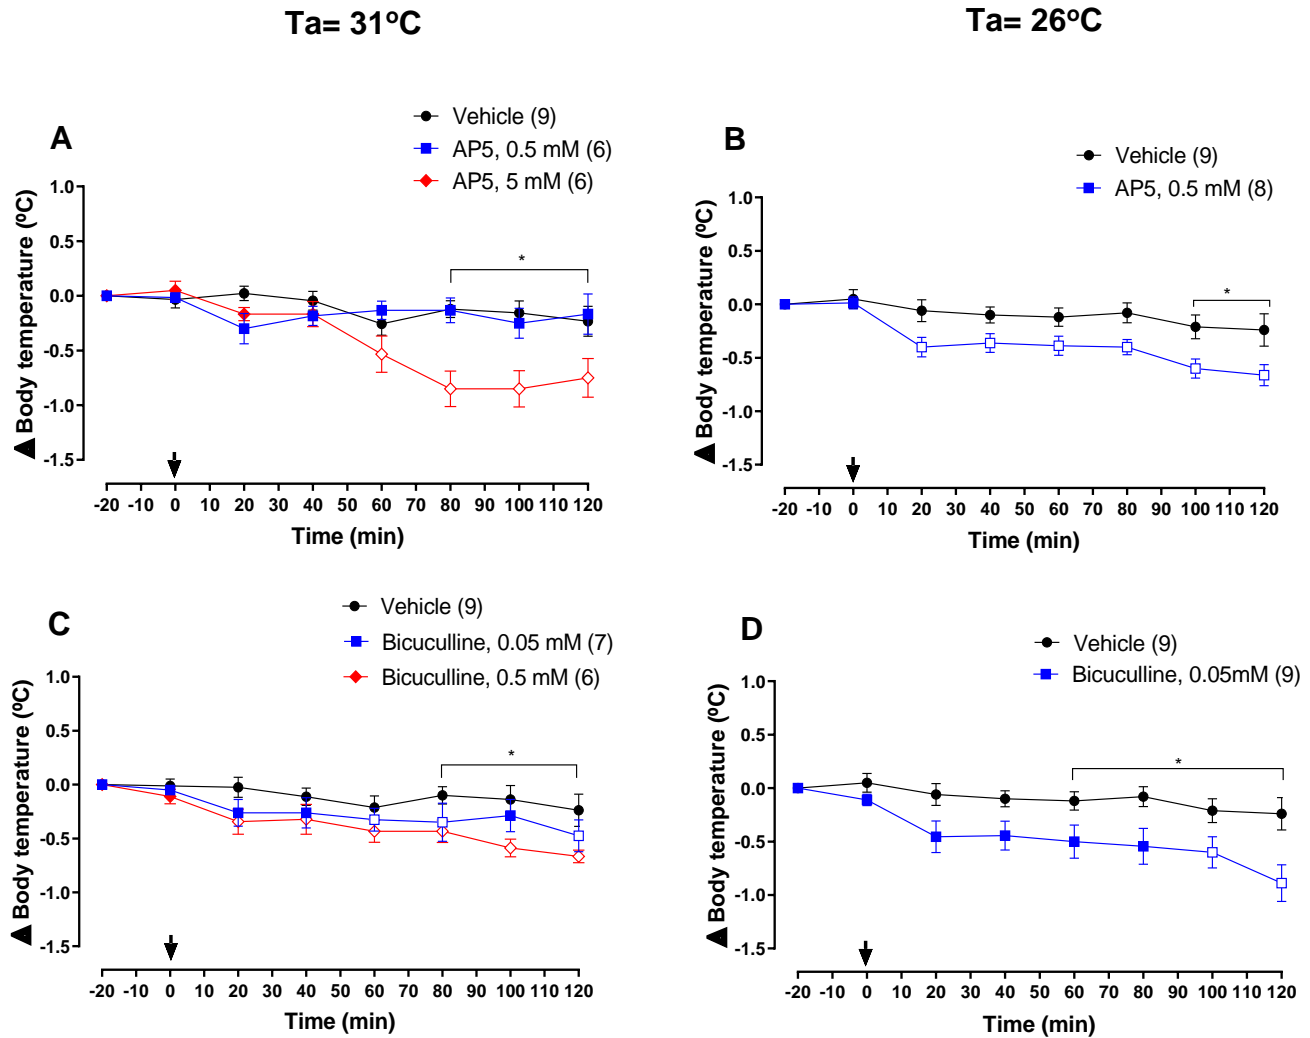 Ta= 31ºC
Ta= 26ºC
A
Vehicle (9)
AP5, 0.5 mM (6)
AP5, 5 mM (6)
Δ Body temperature (ºC)
1.0
0.5
0.0
-0.5
-1.0
-1.5
*
-20 -10 0 10 20 30 40 50 60 70 80 90 100 110 120
Time (min)
B
Vehicle (9)
AP5, 0.5 mM (8)
Δ Body temperature (ºC)
1.0
0.5
0.0
-0.5
-1.0
-1.5
*
-20 -10 0 10 20 30 40 50 60 70 80 90 100 110 120
Time (min)
C
Vehicle (9)
Bicuculline, 0.05 mM (7)
Bicuculline, 0.5 mM (6)
Δ Body temperature (ºC)
1.0
0.5
0.0
-0.5
-1.0
-1.5
*
-20 -10 0 10 20 30 40 50 60 70 80 90 100 110 120
Time (min)
D
Vehicle (9)
Bicuculline, 0.05mM (9)
Δ Body temperature (ºC)
1.0
0.5
0.0
-0.5
-1.0
-1.5
*
-20 -10 0 10 20 30 40 50 60 70 80 90 100 110 120
Time (min)